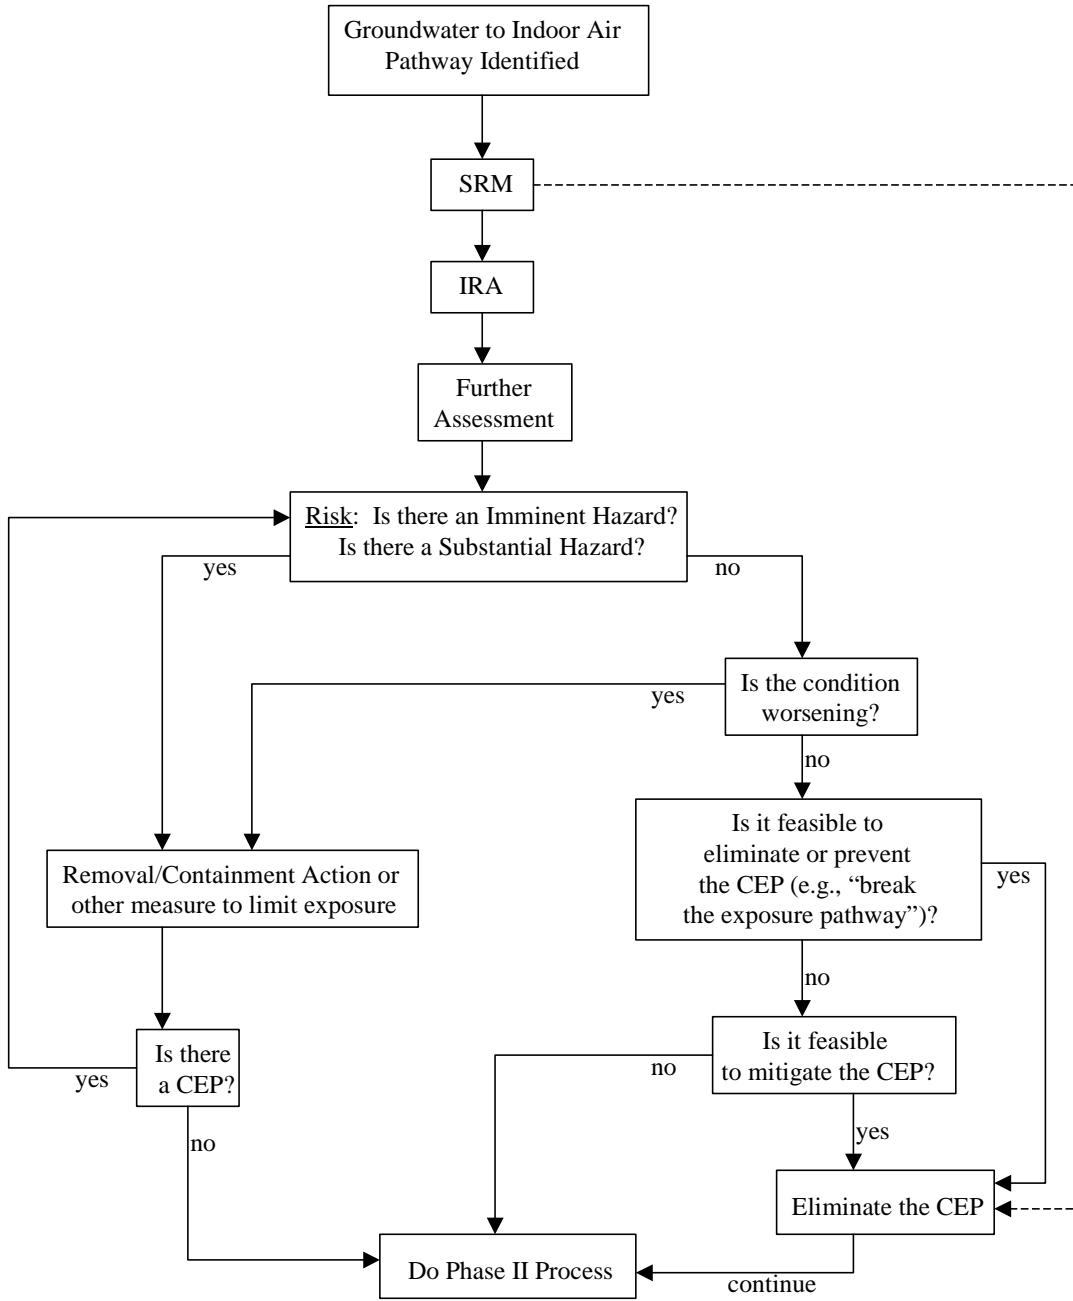 Groundwater to Indoor Air
Pathway Identified
SRM
IRA
Further
Assessment
Risk: Is there an Imminent Hazard?
Is there a Substantial Hazard?
yes
no
Is the condition
worsening?
yes
no
Is it feasible to
eliminate or prevent
the CEP (e.g., “break
the exposure pathway”)?
yes
Removal/Containment Action or
other measure to limit exposure
no
Is it feasible
to mitigate the CEP?
no
Is there
a CEP?
yes
yes
no
Eliminate the CEP
Do Phase II Process
continue